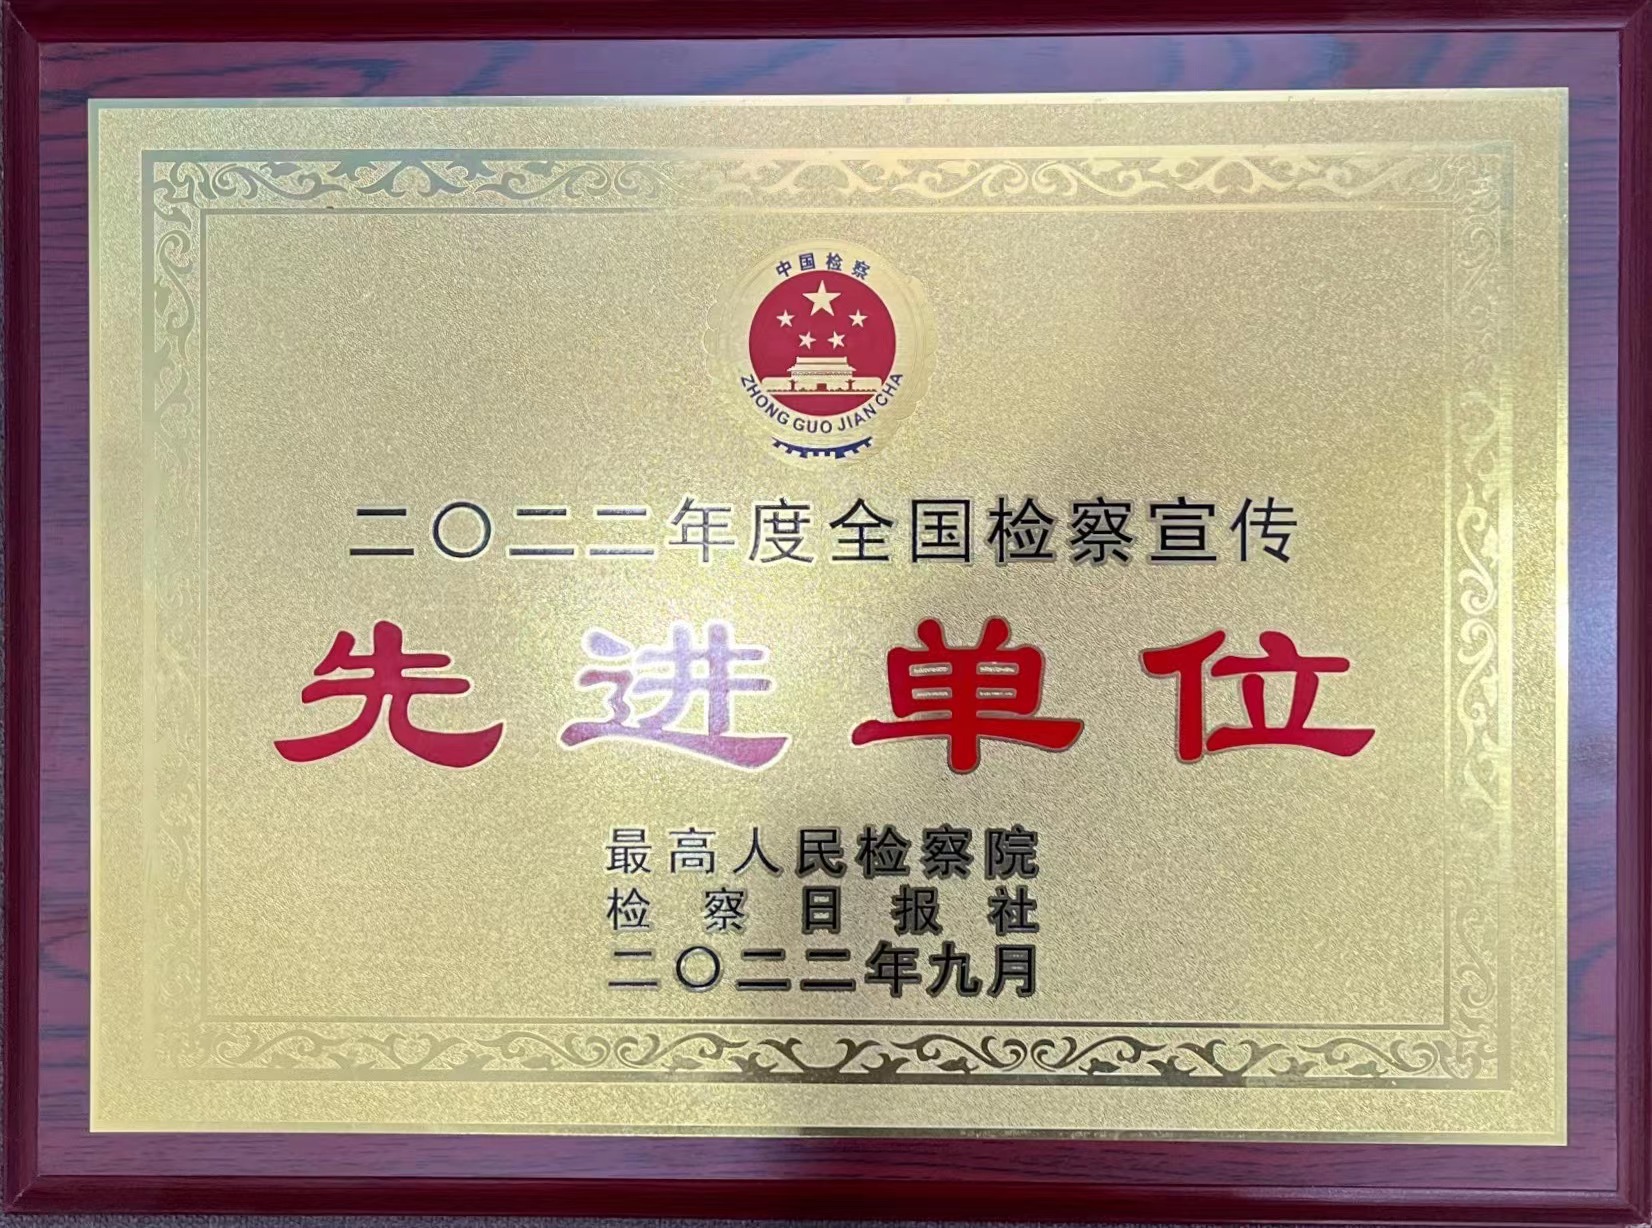 中国检察
ZHONG GUO JIAN CHA
二〇二二年度全国检察宣传
先进单位
最高人民检察院
检察日报社
二〇二二年九月